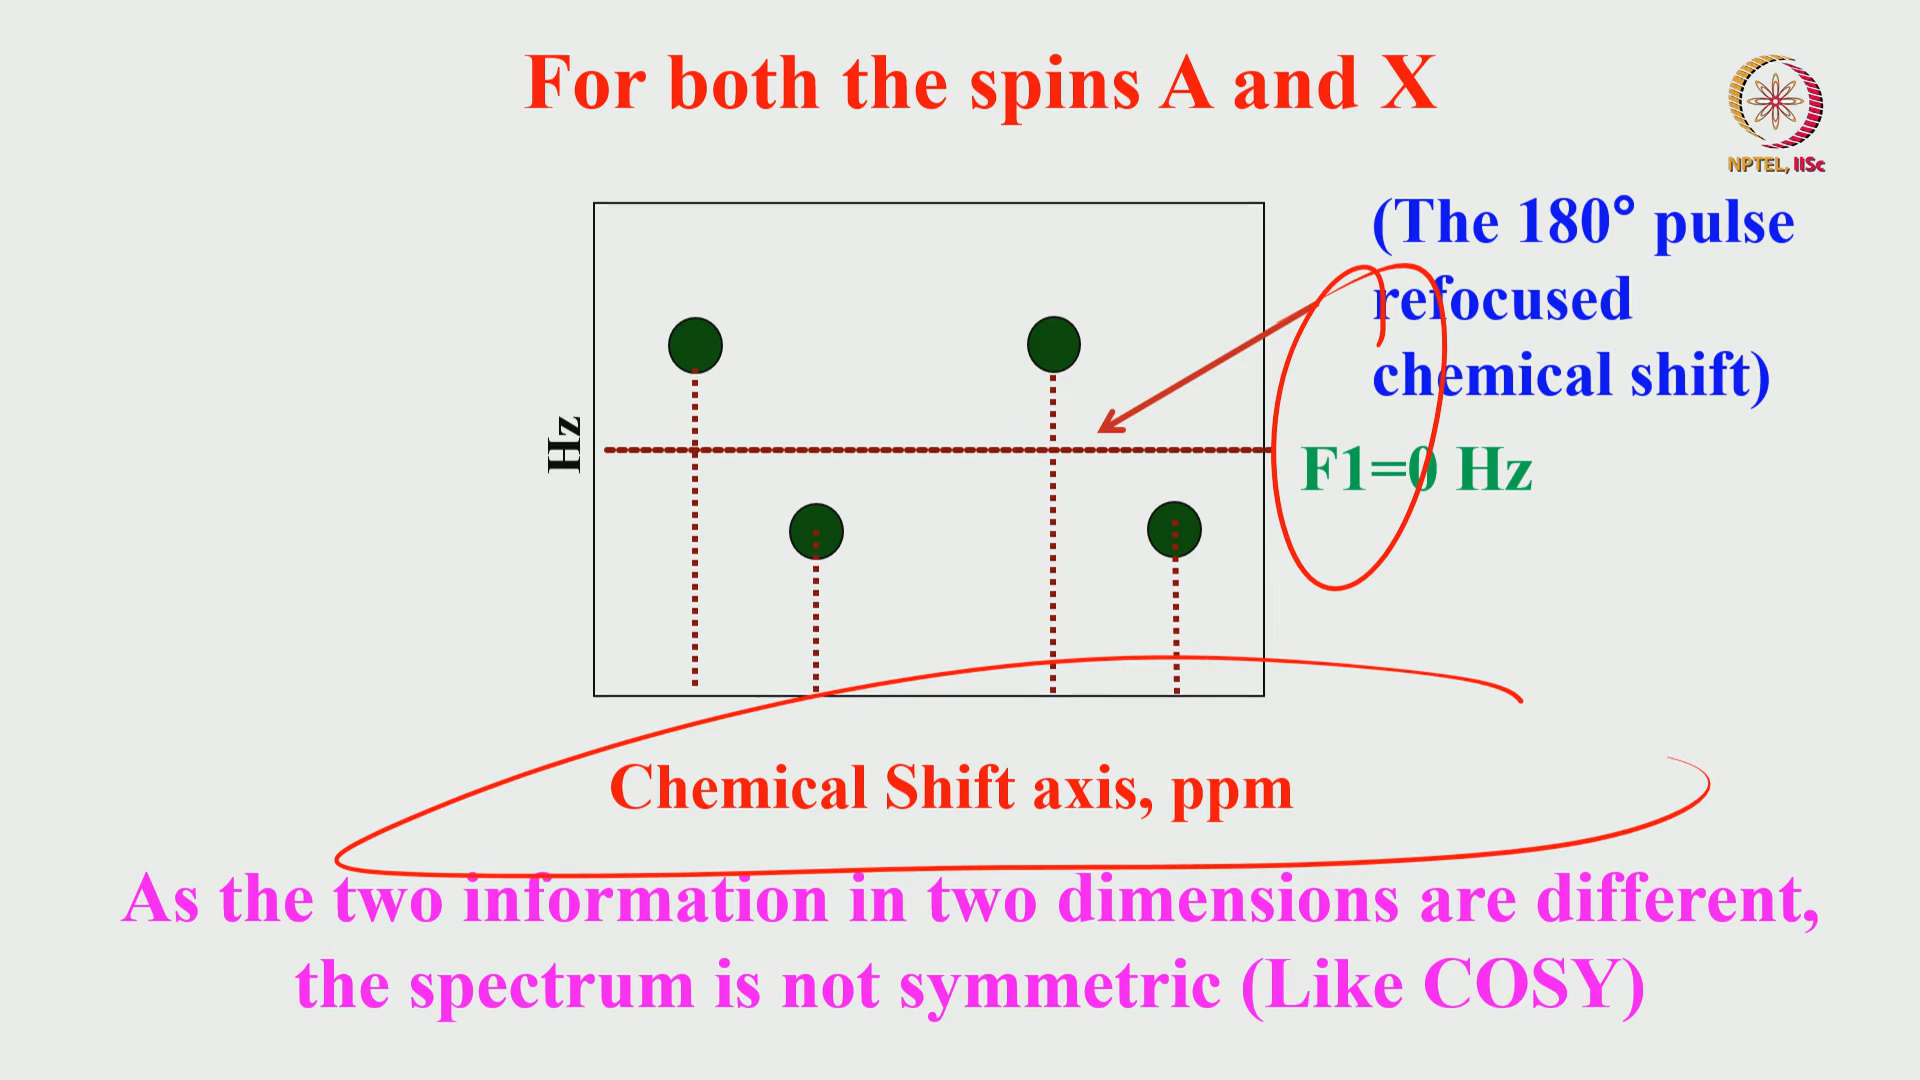 For both the spins A and X
NPTEL, IISc
(The 180° pulse
refocused
chemical shift)
Hz
F1=0 Hz
Chemical Shift axis, ppm
As the two information in two dimensions are different,
the spectrum is not symmetric (Like COSY)